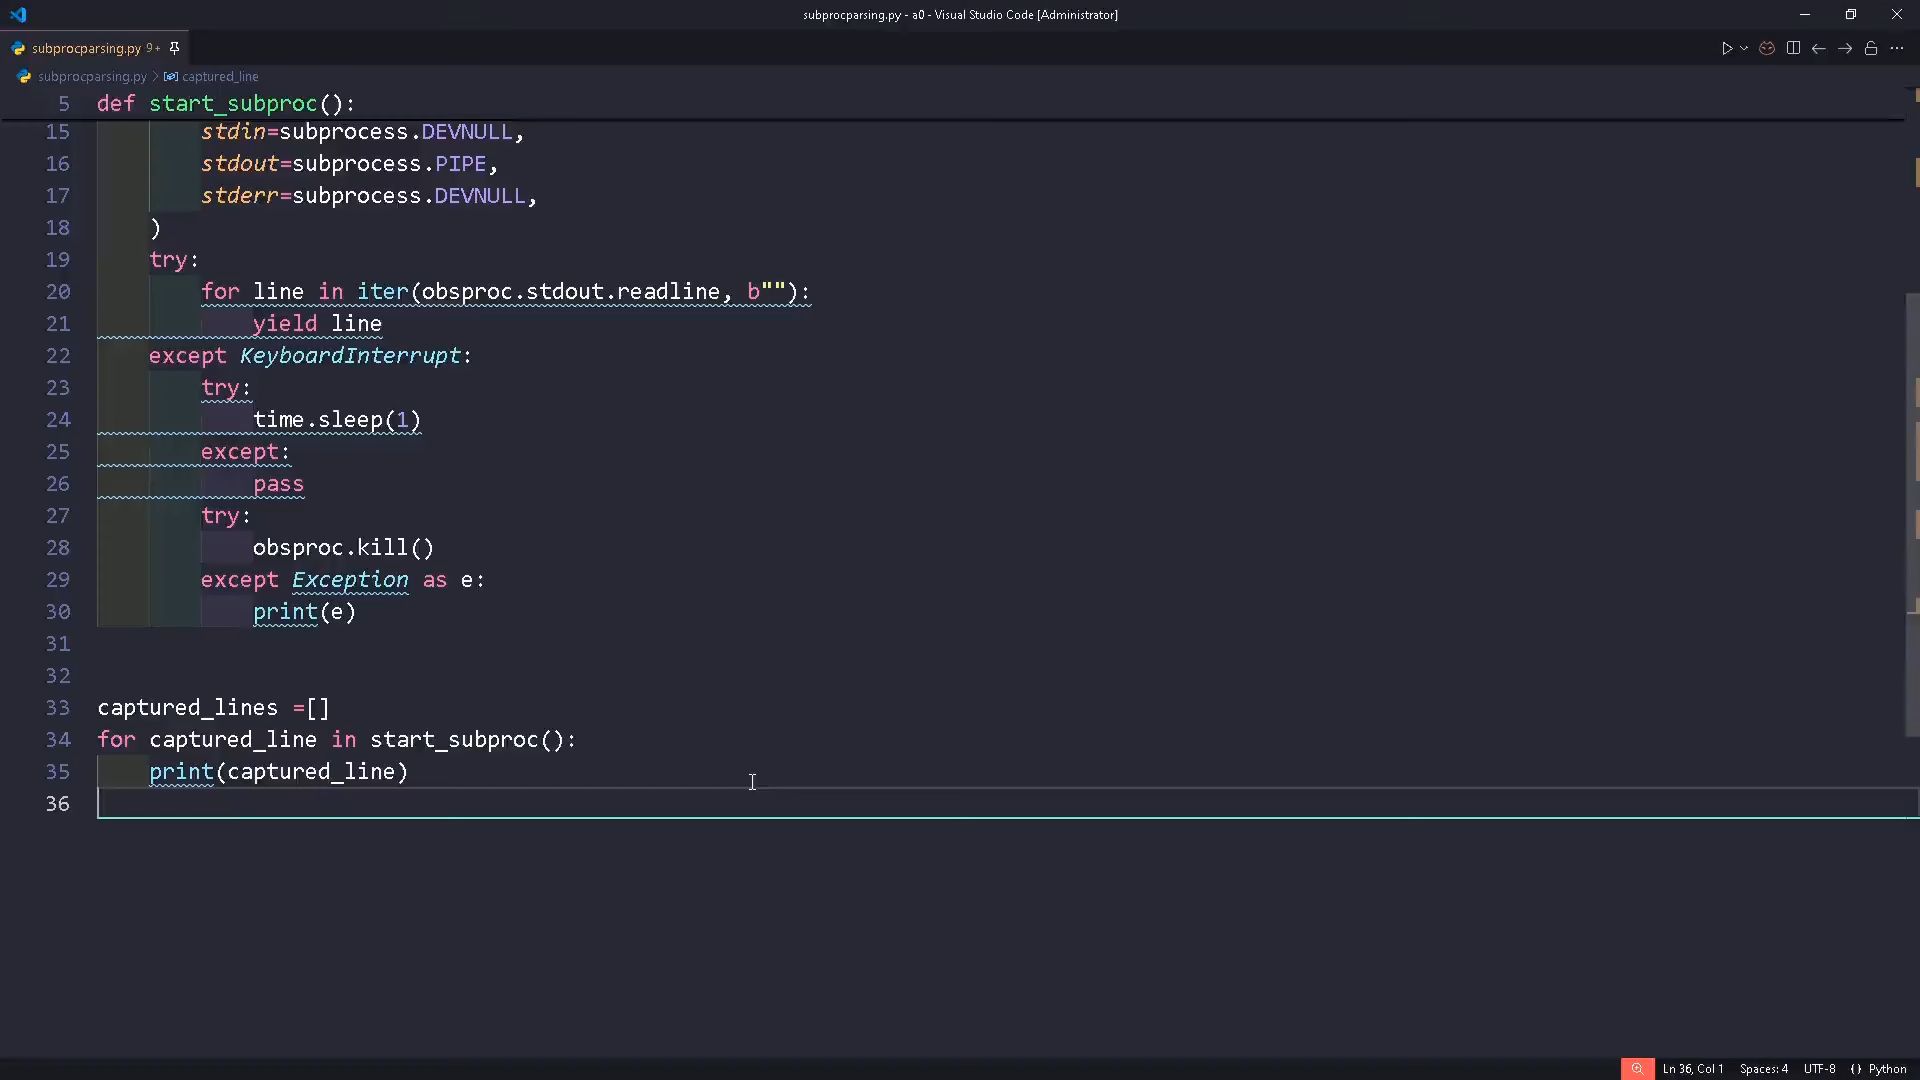 subprocparsing.py - a0 - Visual Studio Code [Administrator]
subprocparsing.py 9+
subprocparsing.py > captured_line
5 def start_subproc():
15 stdin=subprocess.DEVNULL,
16 stdout=subprocess.PIPE,
17 stderr=subprocess.DEVNULL,
18 )
19 try:
20 for line in iter(obsproc.stdout.readline, b""):
21 yield line
22 except KeyboardInterrupt:
23 try:
24 time.sleep(1)
25 except:
26 pass
27 try:
28 obsproc.kill()
29 except Exception as e:
30 print(e)
31
32
33 captured_lines =[]
34 for captured_line in start_subproc():
35 print(captured_line)
36
Ln 36, Col 1 Spaces: 4 UTF-8 {} Python